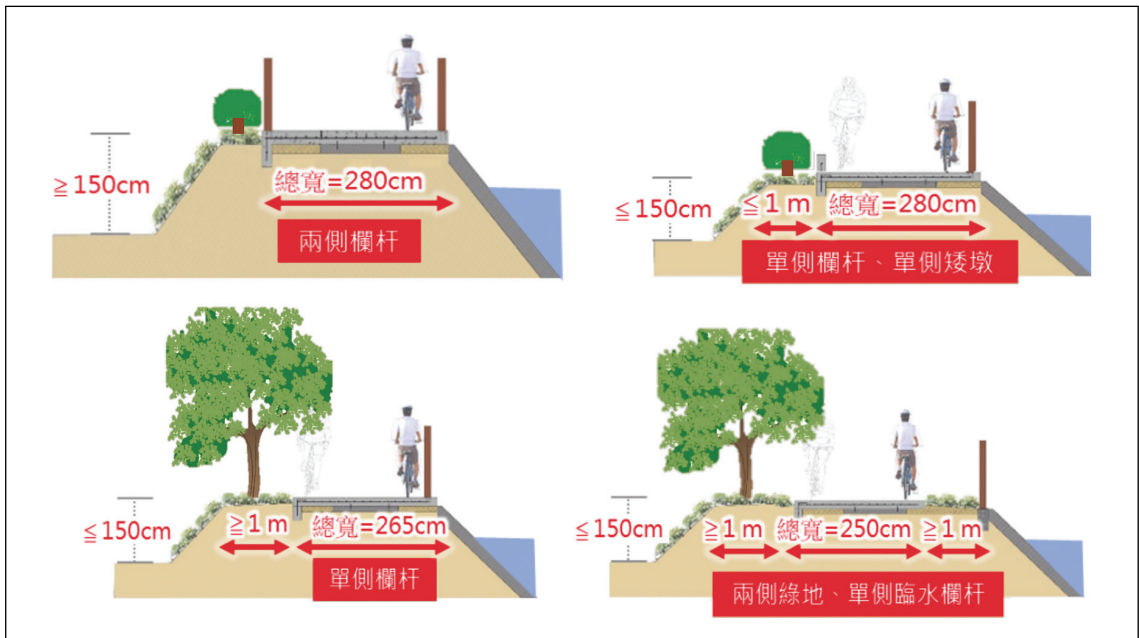 ≧150cm
總寬=280cm
兩側欄杆
≦150cm
≦1 m
總寬=280cm
單側欄杆、單側矮墩
≦150cm
≧1 m
總寬=265cm
單側欄杆
≦150cm
≧1 m
總寬=250cm
≧1 m
兩側綠地、單側臨水欄杆